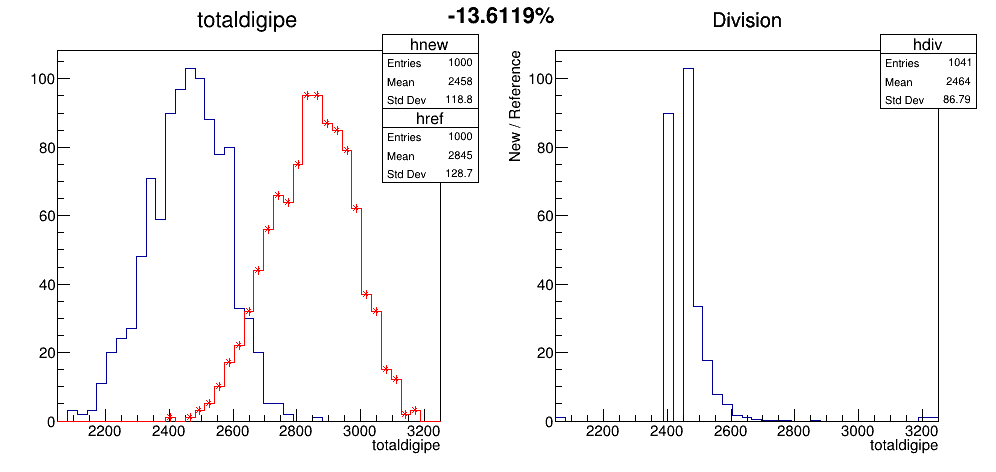 -13.6119%
totaldigipe
hnew
Entries 1000
Mean 2458
Std Dev 118.8
href
Entries 1000
Mean 2845
Std Dev 128.7
100
80
60
40
20
0
2200 2400 2600 2800 3000 3200
totaldigipe
Division
hdiv
Entries 1041
Mean 2464
Std Dev 86.79
New / Reference
100
80
60
40
20
0
2200 2400 2600 2800 3000 3200
totaldigipe